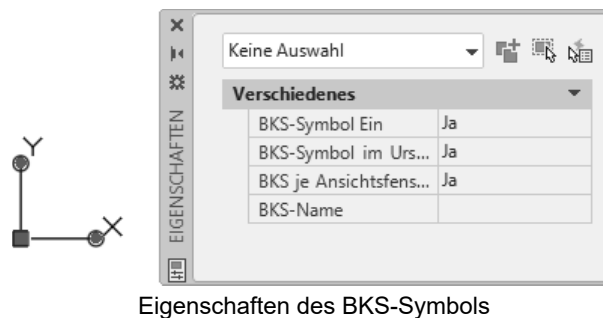 Y
X
EIGENSCHAFTEN
Keine Auswahl
Verschiedenes
BKS-Symbol Ein Ja
BKS-Symbol im Urs... Ja
BKS je Ansichtsfens... Ja
BKS-Name
Eigenschaften des BKS-Symbols